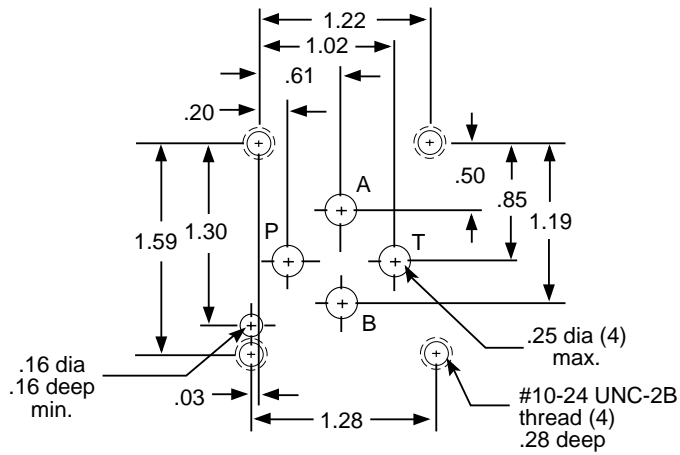 1.22
1.02
.61
.20
A
.50
P
T
.85
1.30
1.19
1.59
B
.25 dia (4)
max.
.16 dia
.16 deep
min.
.03
1.28
#10-24 UNC-2B
thread (4)
.28 deep